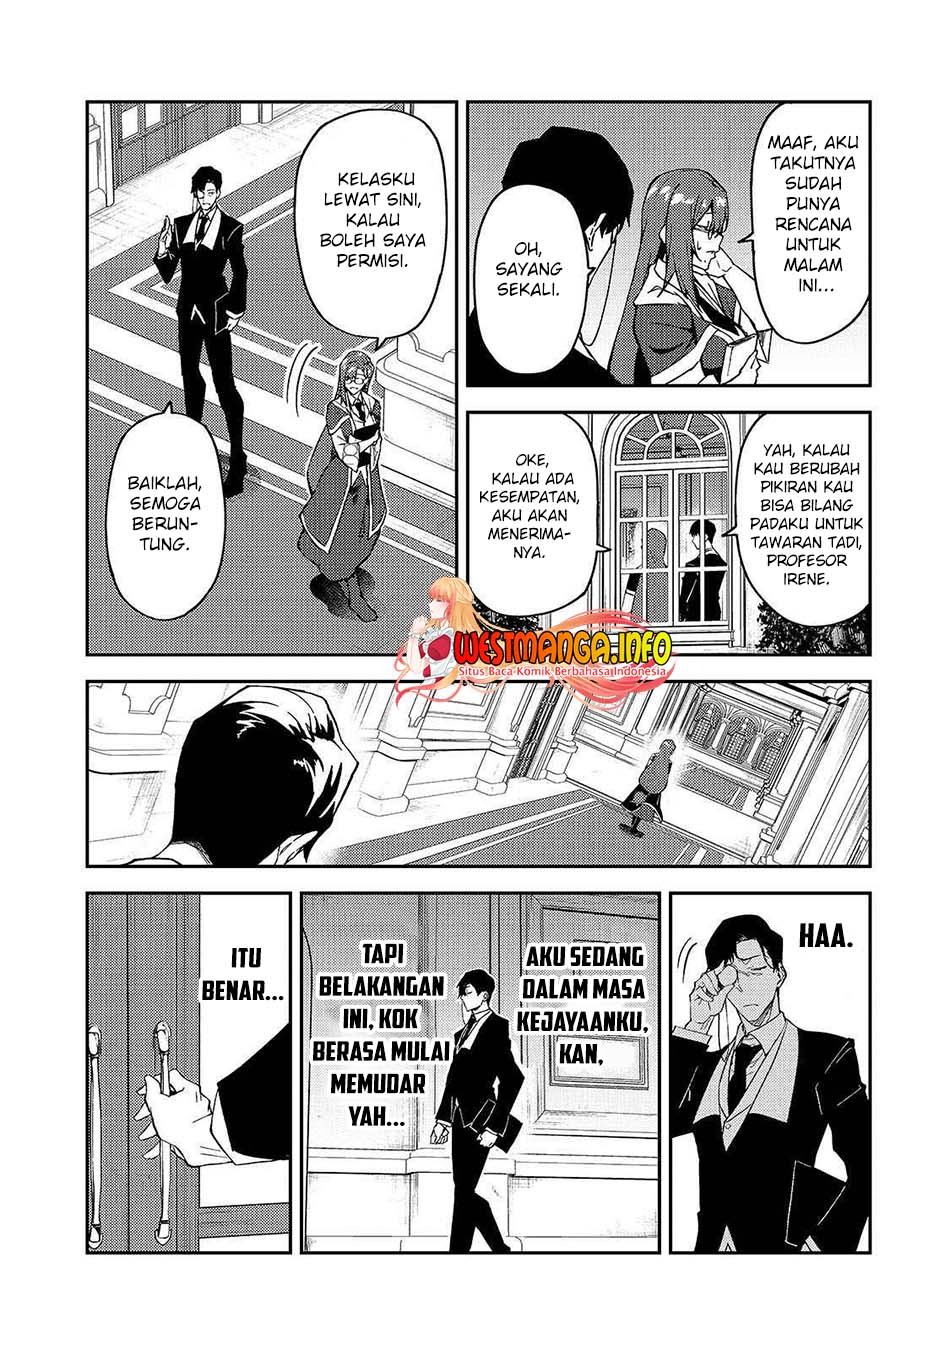 MAAF, AKU
TAKUTNYA
SUDAH
PUNYA
RENCANA
UNTUK
MALAM
INI...
OH,
SAYANG
SEKALI.
YAH, KALAU
KAU BERUBAH
PIKIRAN KAU
BISA BILANG
PADAKU UNTUK
TAWARAN TADI,
PROFESOR
IRENE.
OKE,
KALAU ADA
KESEMPATAN,
AKU AKAN
MENERIMA-
NYA.
KELASKU
LEWAT SINI,
KALAU
BOLEH SAYA
PERMISI.
BAIKLAH,
SEMOGA
BERUN-
TUNG.
WESTMANGA.INFO
Situs Baca Komik Berbahasa Indonesia
HAA.
AKU SEDANG
DALAM MASA
KEJAYAANKU,
KAN,
TAPI
BELAKANGAN
INI, KOK
BERASA MULAI
MEMUDAR
YAH...
ITU
BENAR...